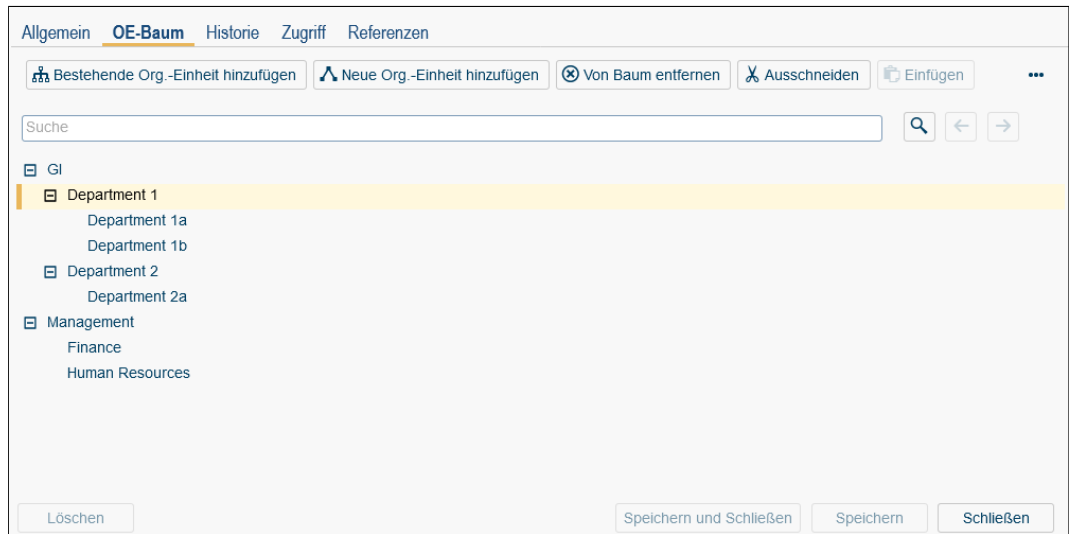 Allgemein OE-Baum Historie Zugriff Referenzen
Bestehende Org.-Einheit hinzufügen Neue Org.-Einheit hinzufügen Von Baum entfernen Ausschneiden Einfügen •••
Suche
GI
Department 1
Department 1a
Department 1b
Department 2
Department 2a
Management
Finance
Human Resources
Löschen Speichern und Schließen Speichern Schließen